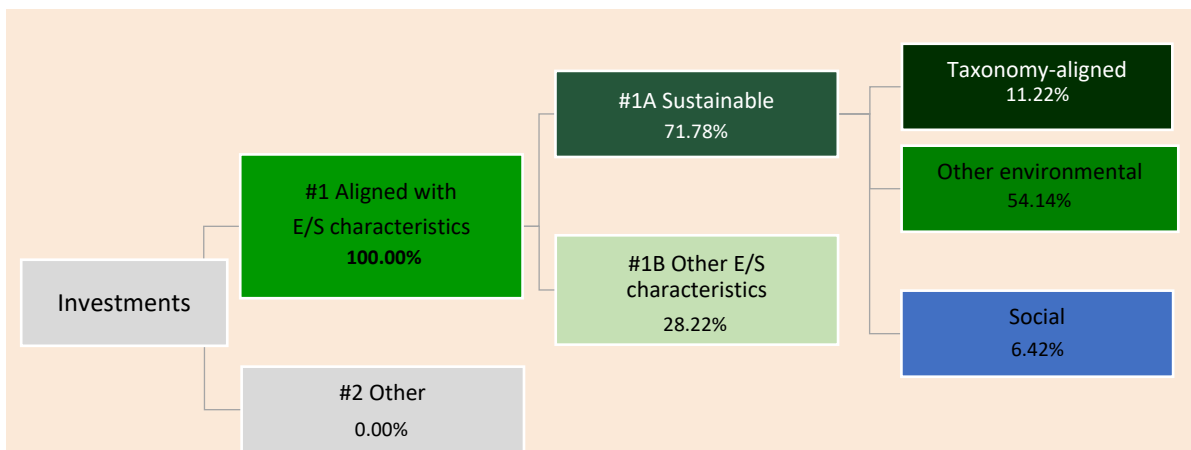 Investments
#1 Aligned with
E/S characteristics
100.00%
#2 Other
0.00%
#1A Sustainable
71.78%
#1B Other E/S
characteristics
28.22%
Taxonomy-aligned
11.22%
Other environmental
54.14%
Social
6.42%